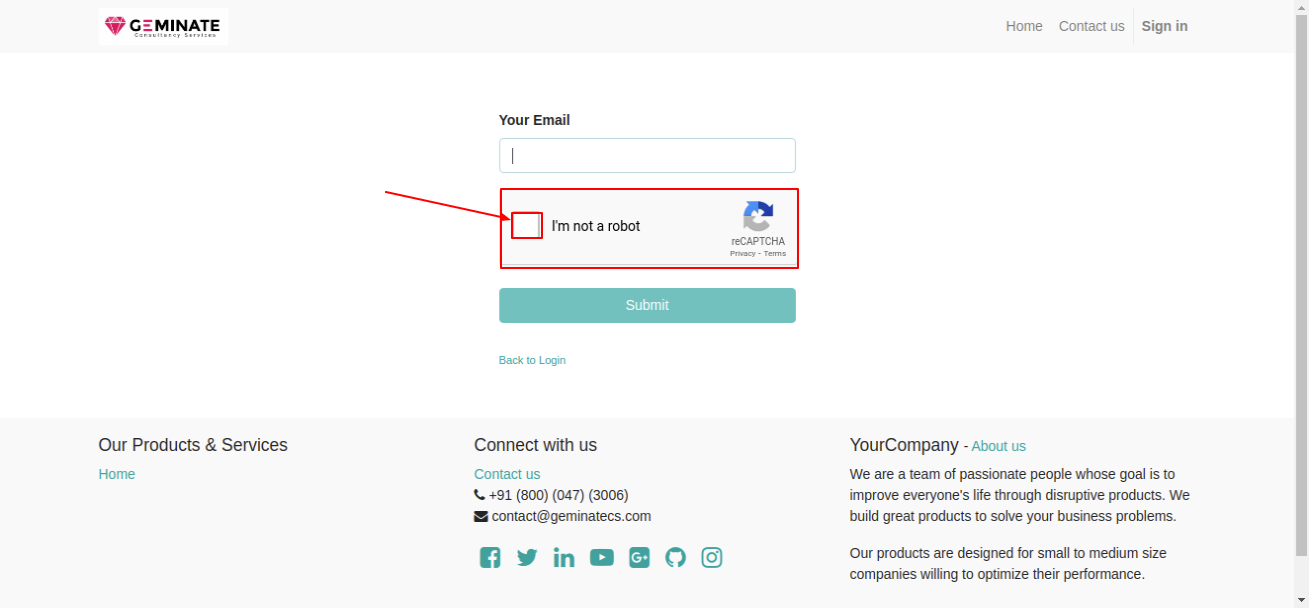 GEMINATE
Consultancy Services
Home
Contact us
Sign in
Your Email
I'm not a robot
reCAPTCHA
Privacy - Terms
Submit
Back to Login
Our Products & Services
Home
Connect with us
Contact us
+91 (800) (047) (3006)
contact@geminatecs.com
G+
YourCompany - About us
We are a team of passionate people whose goal is to
improve everyone's life through disruptive products. We
build great products to solve your business problems.
Our products are designed for small to medium size
companies willing to optimize their performance.